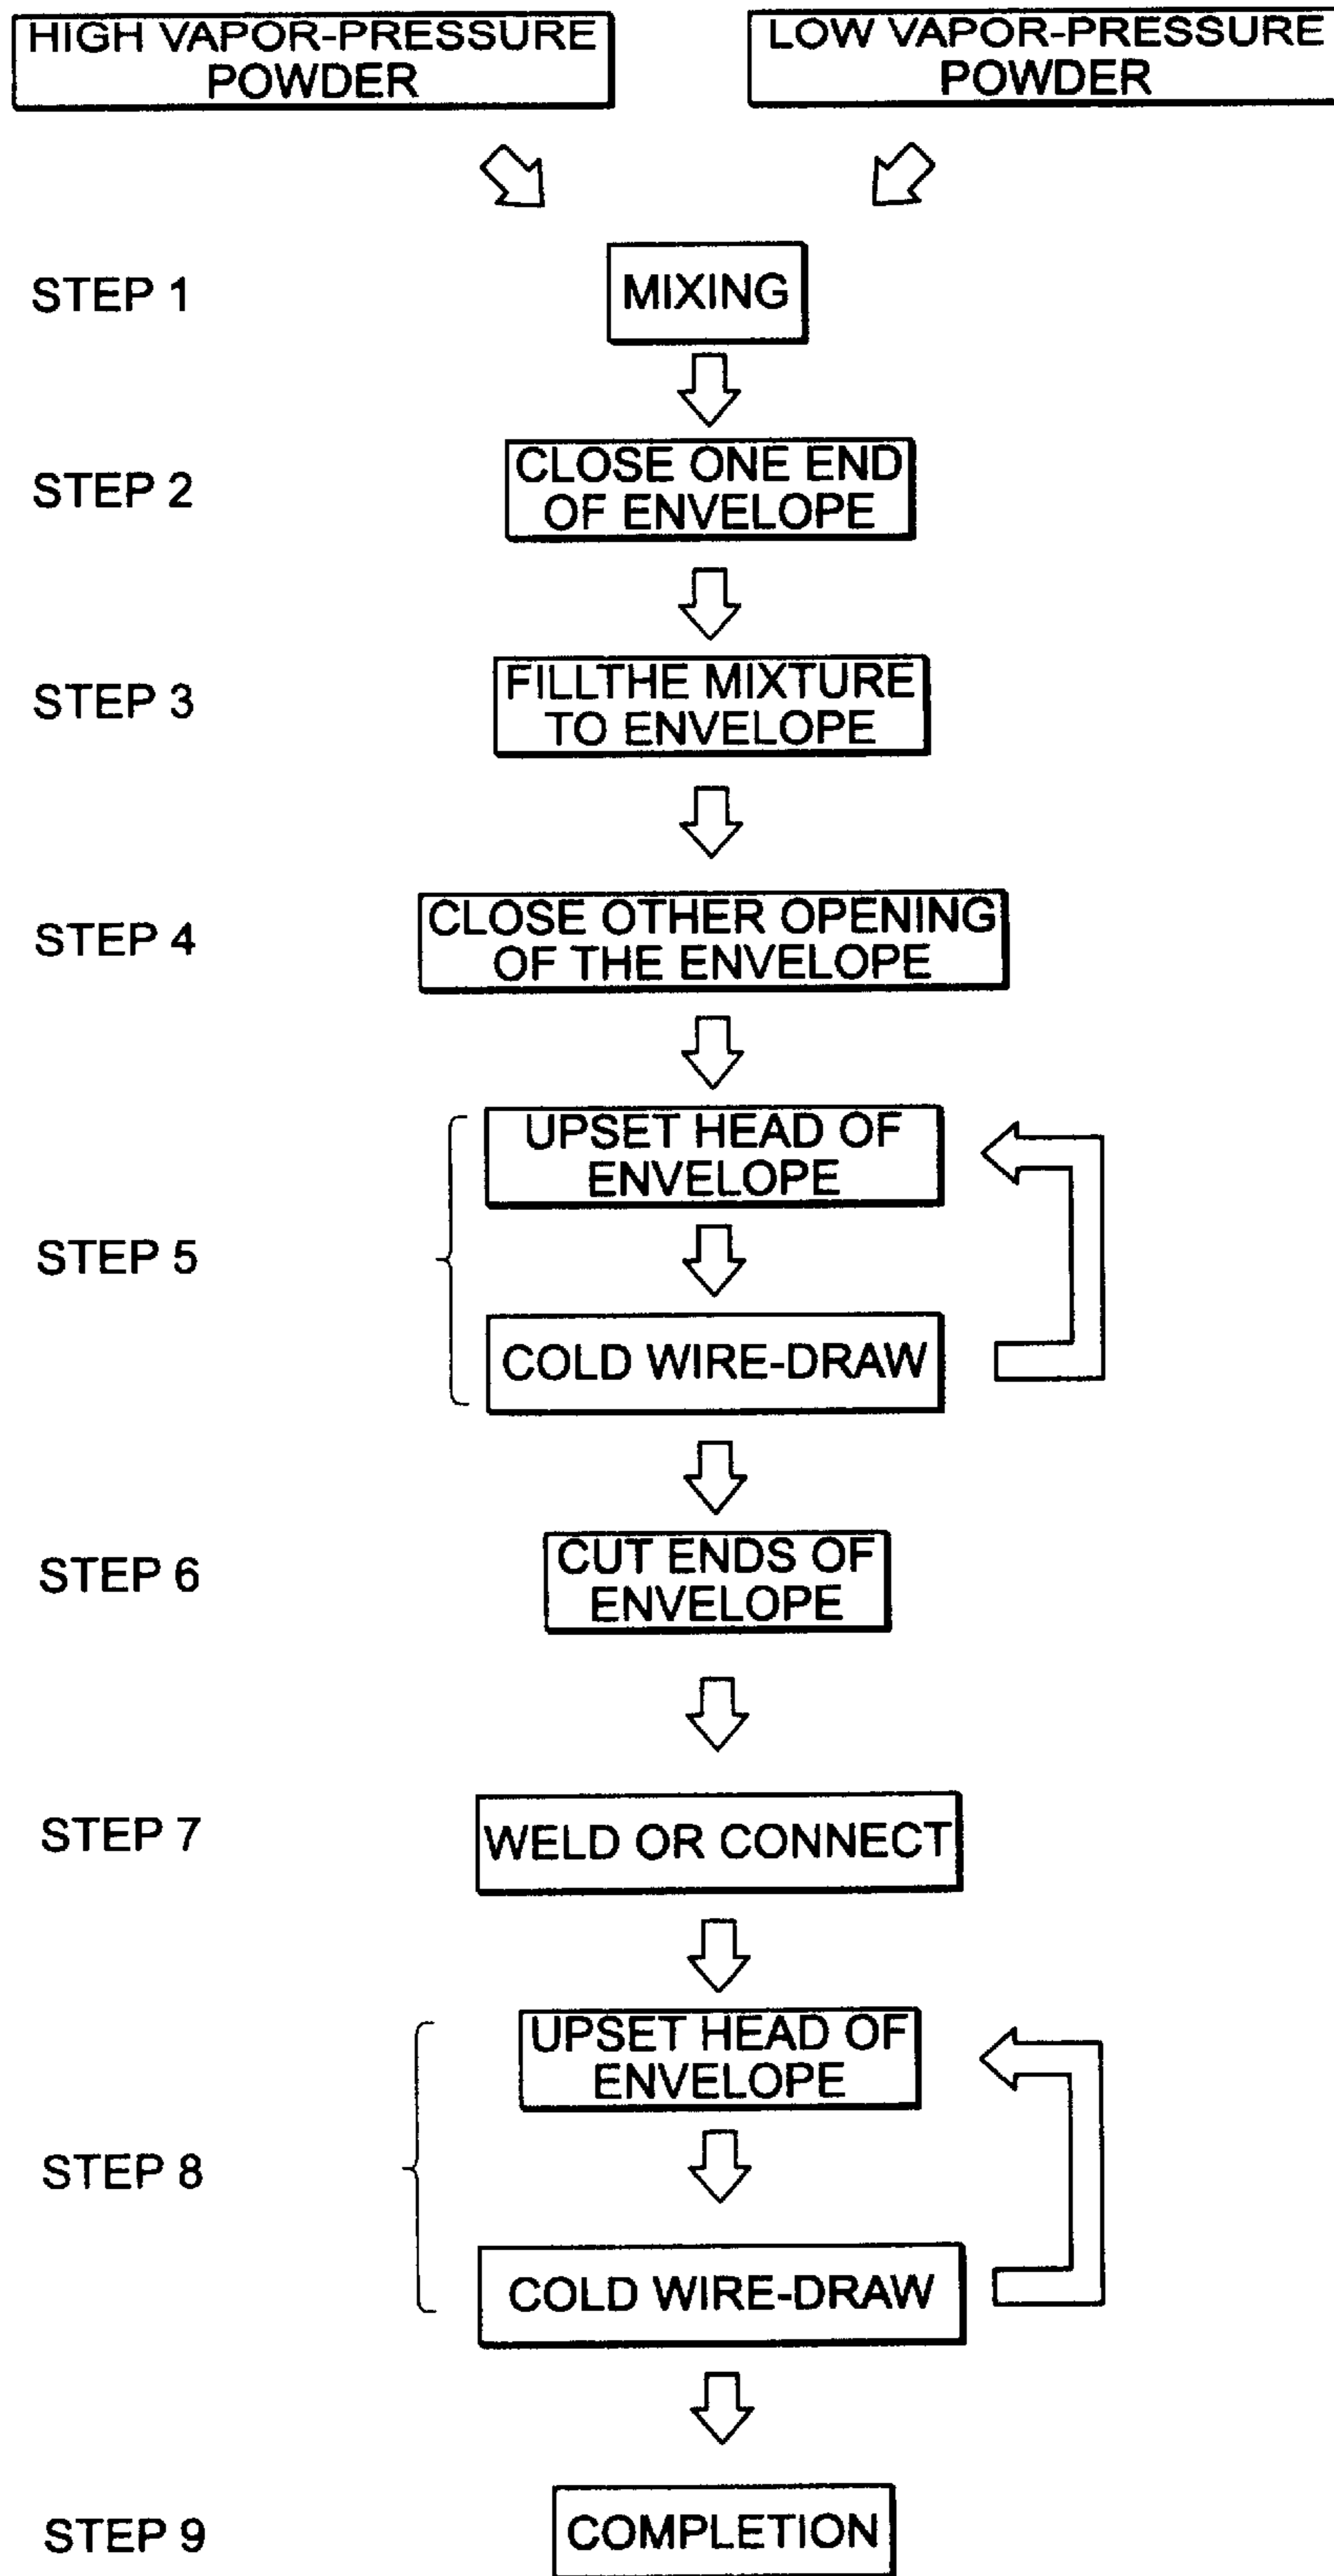 HIGH VAPOR-PRESSURE
POWDER
LOW VAPOR-PRESSURE
POWDER
STEP 1
MIXING
STEP 2
CLOSE ONE END
OF ENVELOPE
STEP 3
FILLTHE MIXTURE
TO ENVELOPE
STEP 4
CLOSE OTHER OPENING
OF THE ENVELOPE
STEP 5
UPSET HEAD OF
ENVELOPE
COLD WIRE-DRAW
STEP 6
CUT ENDS OF
ENVELOPE
STEP 7
WELD OR CONNECT
STEP 8
UPSET HEAD OF
ENVELOPE
COLD WIRE-DRAW
STEP 9
COMPLETION